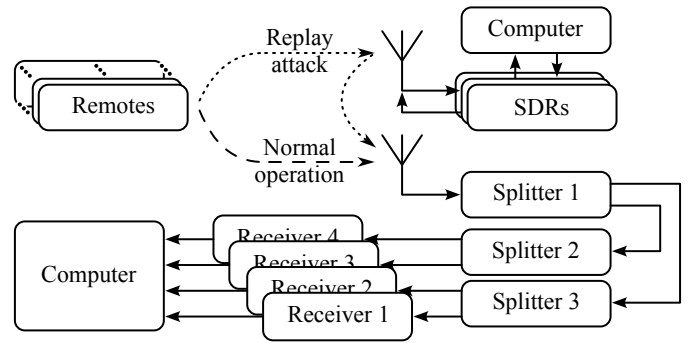 Replay
attack
Computer
Remotes
SDRs
Normal
operation
Splitter 1
Receiver 4
Splitter 2
Receiver 3
Computer
Receiver 2
Splitter 3
Receiver 1